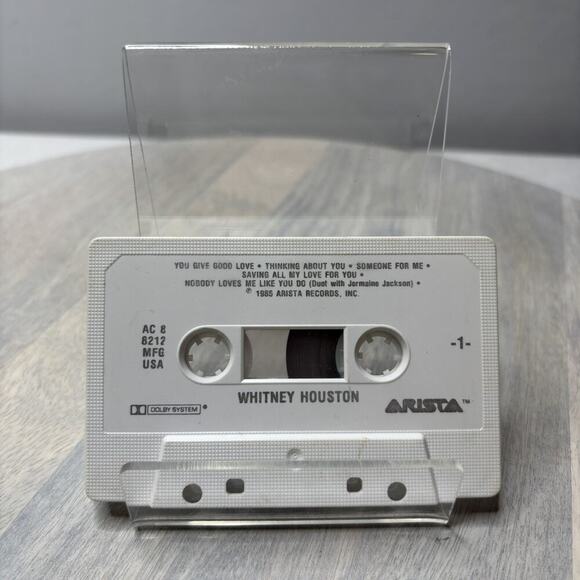 YOU GIVE GOOD LOVE • THINKING ABOUT YOU • SOMEONE FOR ME •
SAVING ALL MY LOVE FOR YOU •
NOBODY LOVES ME LIKE YOU DO (Duet with Jermaine Jackson) •
℗ 1985 ARISTA RECORDS, INC.
AC 8
8212
MFG
USA
-1-
WHITNEY HOUSTON
DOLBY SYSTEM
ARISTA™